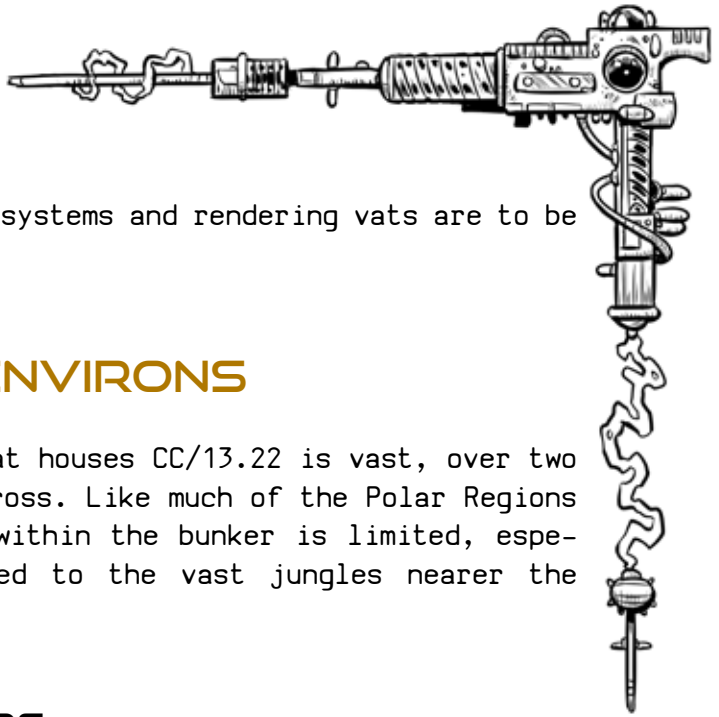 systems and rendering vats are to be
NVIRONS
at houses CC/13.22 is vast, over two
ross. Like much of the Polar Regions
within the bunker is limited, espe-
ed to the vast jungles nearer the